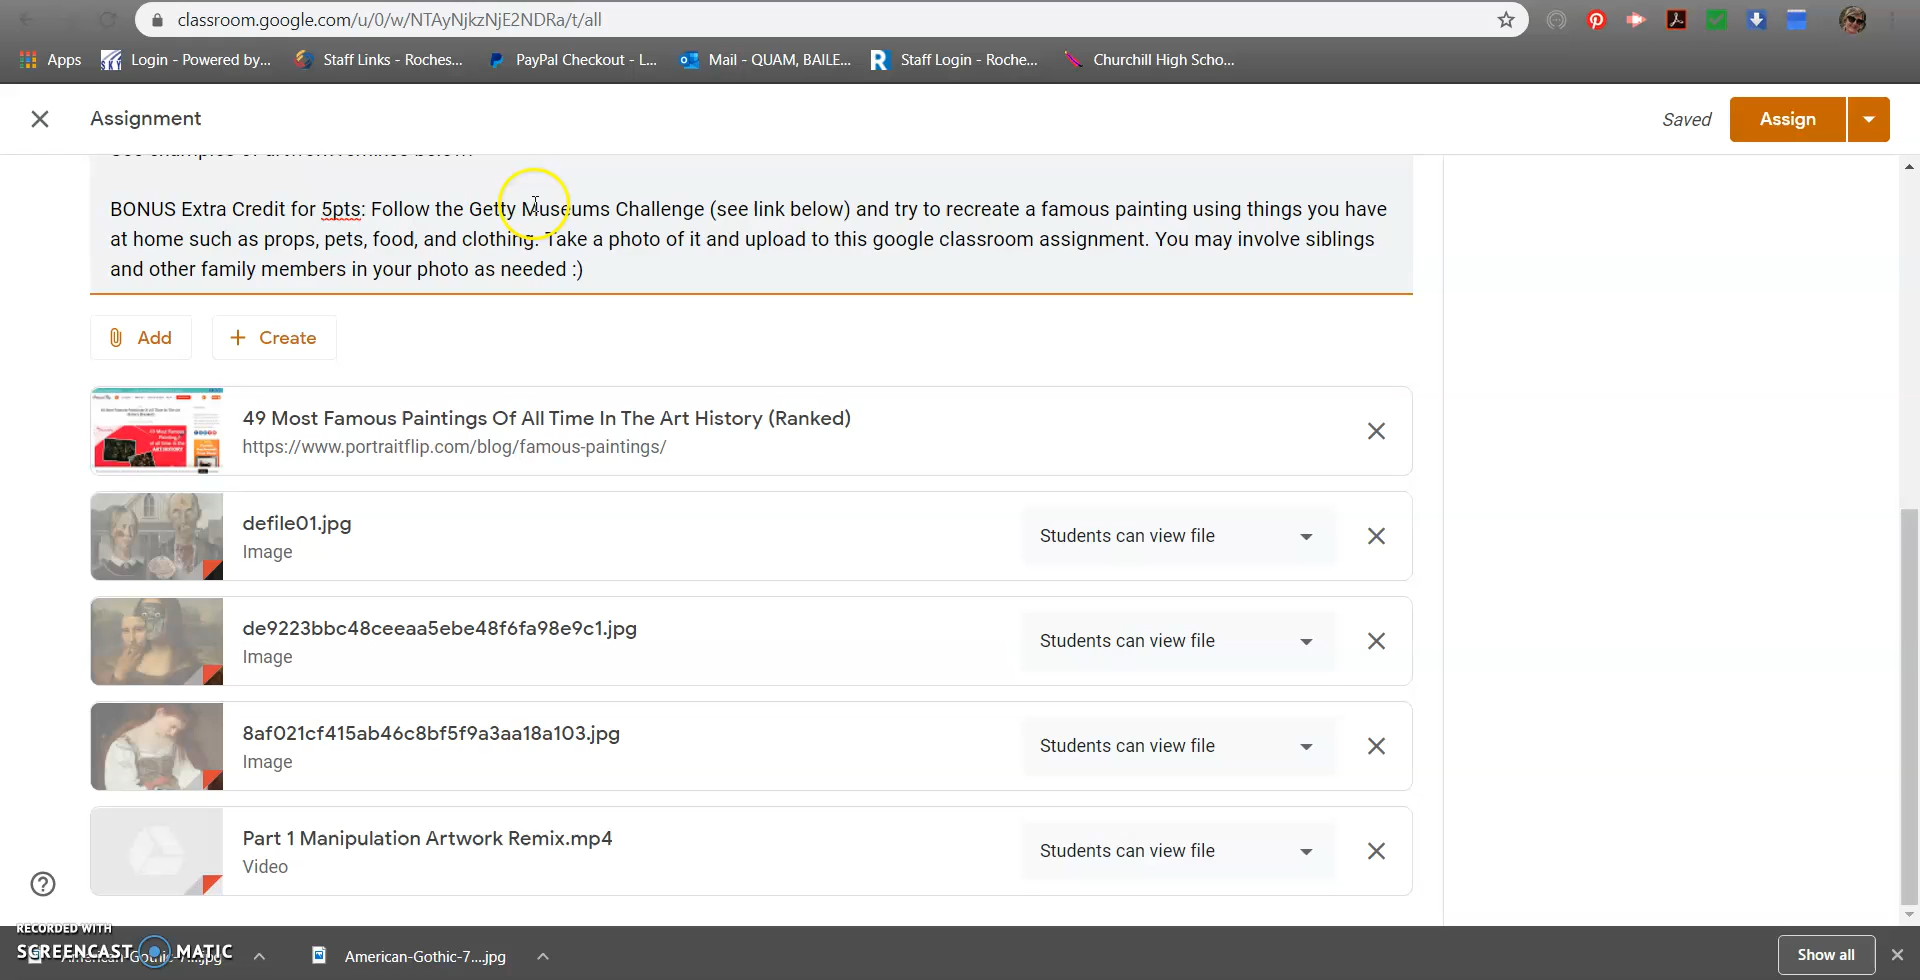 classroom.google.com/u/0/w/NTAyNjkzNjE2NDRa/t/all
Apps
Login - Powered by...
Staff Links - Roches...
PayPal Checkout - L...
Mail - QUAM, BAILE...
Staff Login - Roche...
Churchill High Scho...
Assignment
Saved
Assign
BONUS Extra Credit for 5pts: Follow the Getty Museums Challenge (see link below) and try to recreate a famous painting using things you have
at home such as props, pets, food, and clothing. Take a photo of it and upload to this google classroom assignment. You may involve siblings
and other family members in your photo as needed :)
Add
Create
49 Most Famous Paintings Of All Time In The Art History (Ranked)
https://www.portraitflip.com/blog/famous-paintings/
defile01.jpg
Image
Students can view file
de9223bbc48ceeaa5ebe48f6fa98e9c1.jpg
Image
Students can view file
8af021cf415ab46c8bf5f9a3aa18a103.jpg
Image
Students can view file
Part 1 Manipulation Artwork Remix.mp4
Video
Students can view file
RECORDED WITH
SCREENCAST MATIC
American-Gothic-7....jpg
Show all